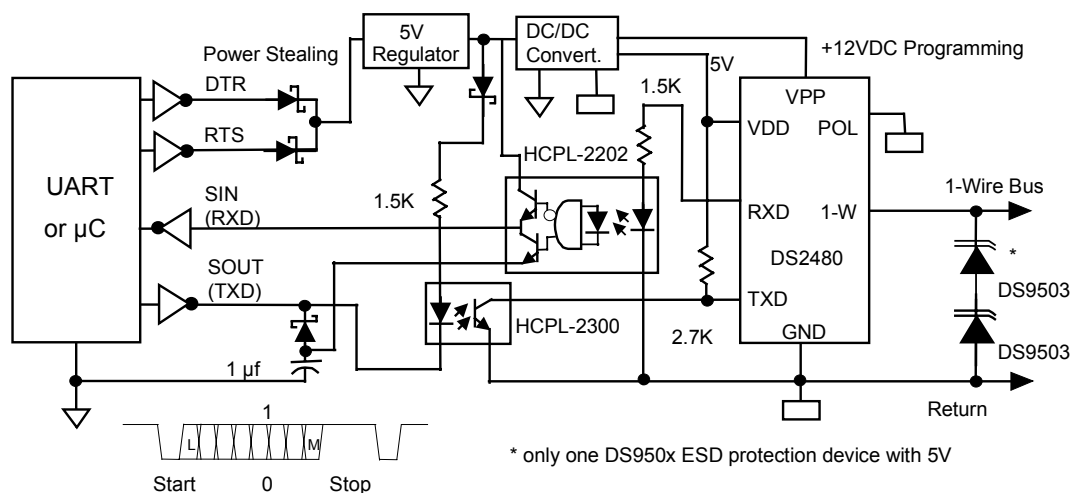 Power Stealing
5V
Regulator
DC/DC
Convert.
+12VDC Programming
5V
DTR
1.5K
VPP
VDD
POL
RTS
HCPL-2202
UART
or µC
SIN
(RXD)
1.5K
1-Wire Bus
RXD
1-W
*
DS2480
SOUT
(TXD)
DS9503
TXD
HCPL-2300
2.7K
GND
DS9503
1 µf
Return
1
L
M
* only one DS950x ESD protection device with 5V
Start
0
Stop